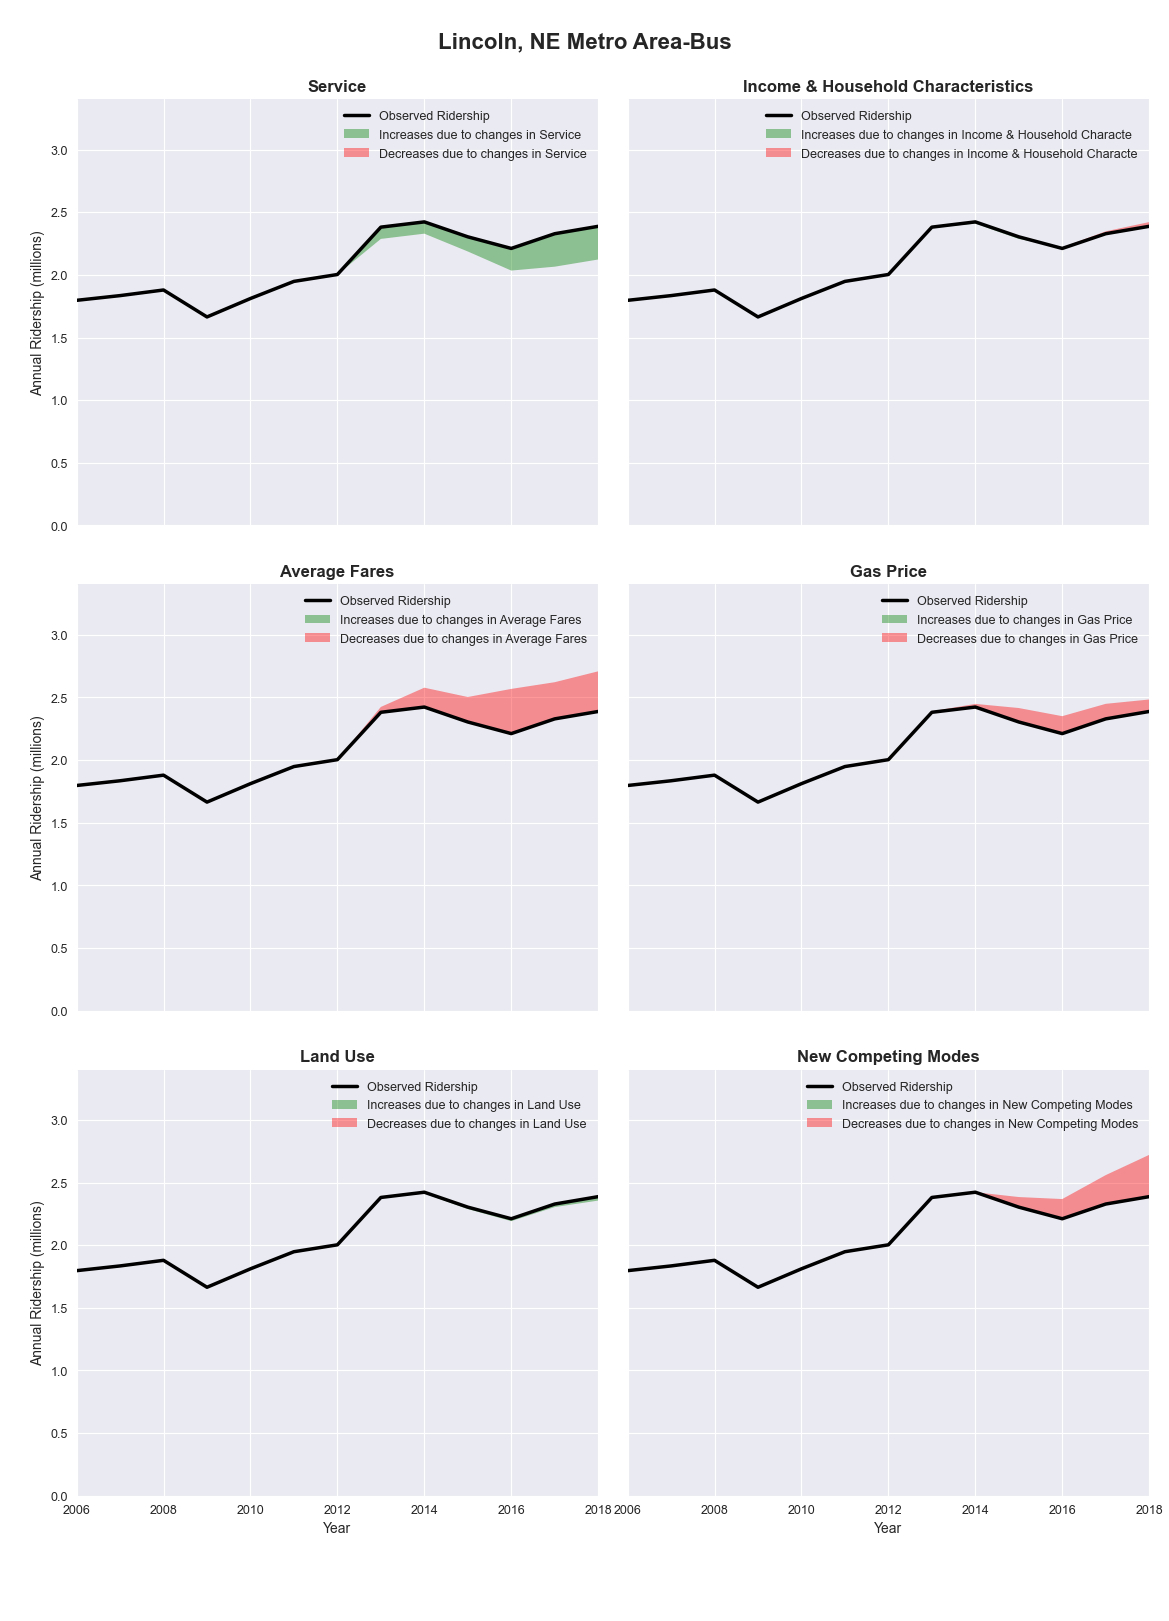 Lincoln, NE Metro Area-Bus
Service
Observed Ridership
Increases due to changes in Service
Decreases due to changes in Service
3.0
2.5
2.0
1.5
1.0
0.5
0.0
Annual Ridership (millions)
Income & Household Characteristics
Observed Ridership
Increases due to changes in Income & Household Characte
Decreases due to changes in Income & Household Characte
Average Fares
Observed Ridership
Increases due to changes in Average Fares
Decreases due to changes in Average Fares
3.0
2.5
2.0
1.5
1.0
0.5
0.0
Annual Ridership (millions)
Gas Price
Observed Ridership
Increases due to changes in Gas Price
Decreases due to changes in Gas Price
Land Use
Observed Ridership
Increases due to changes in Land Use
Decreases due to changes in Land Use
3.0
2.5
2.0
1.5
1.0
0.5
0.0
Annual Ridership (millions)
2006 2008 2010 2012 2014 2016 2018
Year
New Competing Modes
Observed Ridership
Increases due to changes in New Competing Modes
Decreases due to changes in New Competing Modes
2006 2008 2010 2012 2014 2016 2018
Year